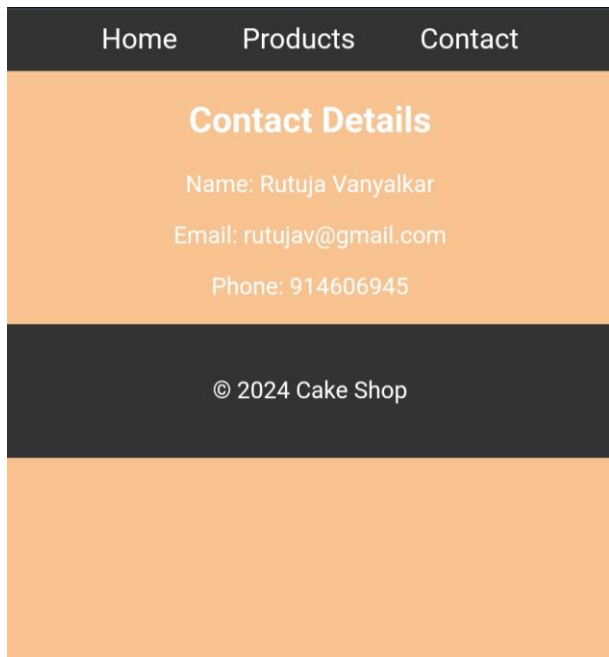 Home Products Contact
Contact Details
Name: Rutuja Vanyalkar
Email: rutujav@gmail.com
Phone: 914606945
© 2024 Cake Shop